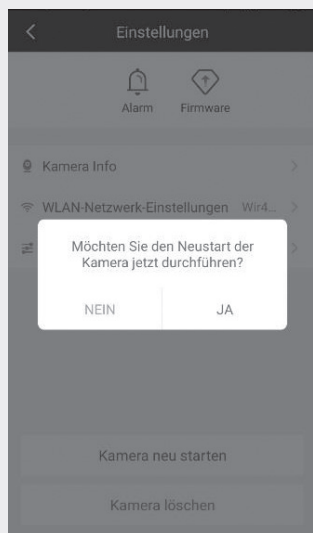 Einstellungen
Alarm Firmware
Kamera Info
WLAN-Netzwerk-Einstellungen Wir4...
Möchten Sie den Neustart der
Kamera jetzt durchführen?
NEIN JA
Kamera neu starten
Kamera löschen